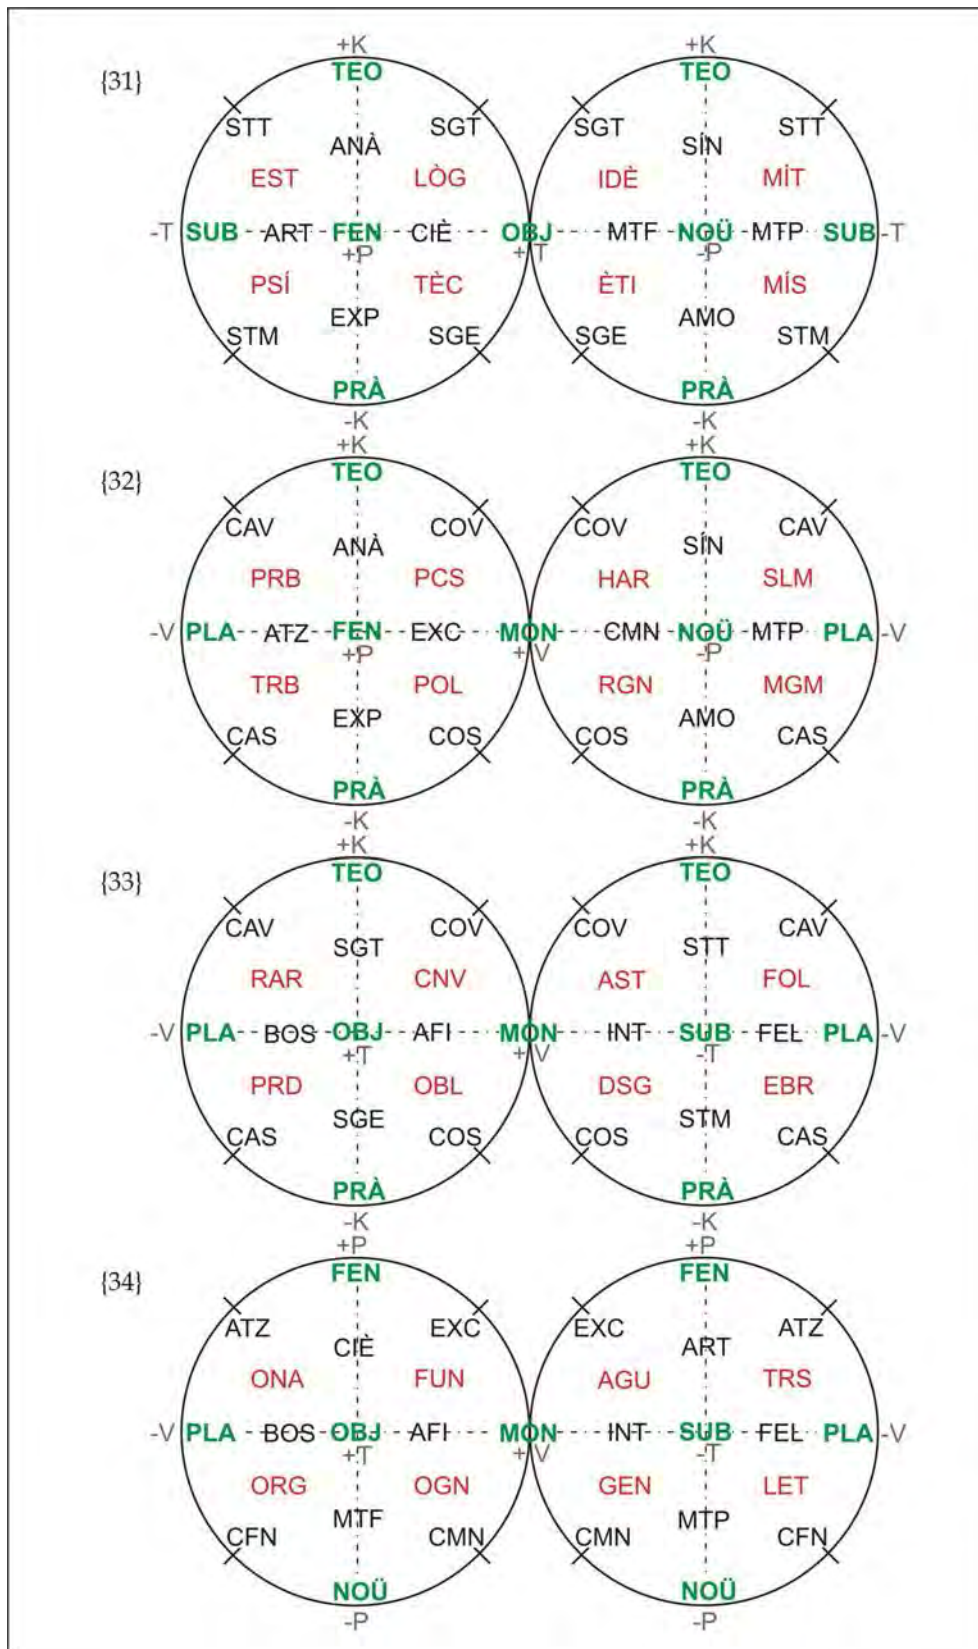 +K +K
{31} TEO TEO
STT SGT SGT STT
ANÀ SÍN
EST LÒG IDÈ MÍT
-T SUB ART FEN CIÈ OBJ MTF NOÜ MTP SUB -T
+P +T -P
PSÍ TÈC ÈTI MÍS
EXP AMO
STM SGE SGE STM
PRÀ PRÀ
-K -K
+K +K
{32} TEO TEO
CAV COV COV CAV
ANÀ SÍN
PRB PCS HAR SLM
-V PLA ATZ FEN EXC MON CMN NOÜ MTP PLA -V
+P +V -P
TRB POL RGN MGM
EXP AMO
CAS COS COS CAS
PRÀ PRÀ
-K -K
+K +K
{33} TEO TEO
CAV COV COV CAV
SGT STT
RAR CNV AST FOL
-V PLA BOS OBJ AFI MON INT SUB FEL PLA -V
+T +V -T
PRD OBL DSG EBR
SGE STM
CAS COS COS CAS
PRÀ PRÀ
-K -K
+P +P
{34} FEN FEN
ATZ EXC EXC ATZ
CIÈ ART
ONA FUN AGU TRS
-V PLA BOS OBJ AFI MON INT SUB FEL PLA -V
+T +V -T
ORG OGN GEN LET
MTF MTP
CFN CMN CMN CFN
NOÜ NOÜ
-P -P